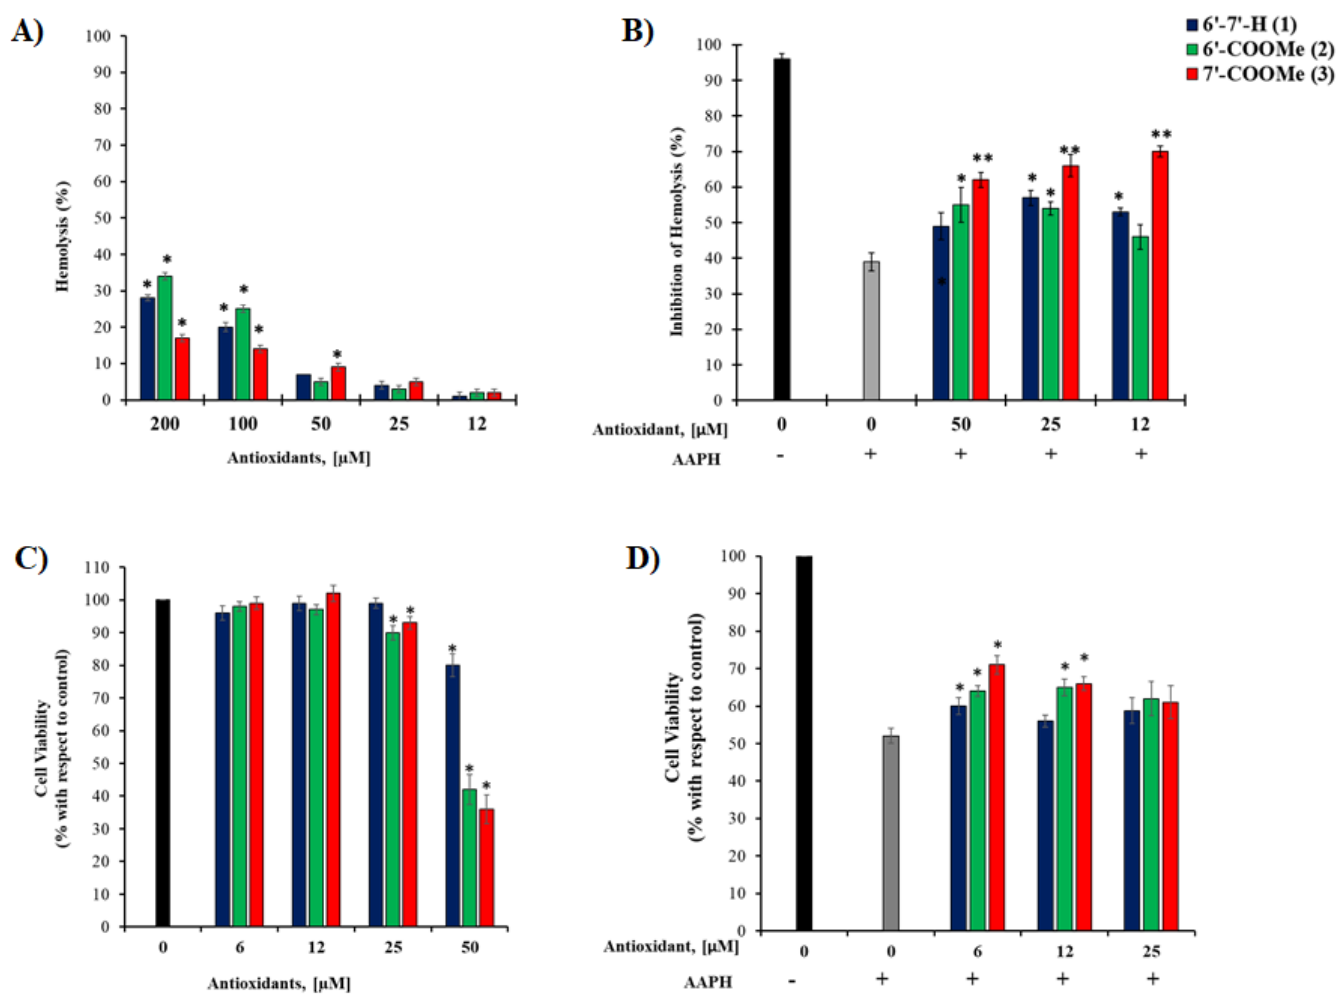 A)
100
90
80
70
60
50
40
30
20
10
0
Hemolysis (%)
* * * * * * *
200 100 50 25 12
Antioxidants, [µM]
B)
6'-7'-H (1)
6'-COOMe (2)
7'-COOMe (3)
100
90
80
70
60
50
40
30
20
10
0
Inhibition of Hemolysis (%)
* * ** * * ** * **
Antioxidant, [µM] 0 0 50 25 12
AAPH - + + + +
C)
110
100
90
80
70
60
50
40
30
20
10
0
Cell Viability
(% with respect to control)
* * * * *
0 6 12 25 50
Antioxidants, [µM]
D)
100
90
80
70
60
50
40
30
20
10
0
Cell Viability
(% with respect to control)
* * * * *
Antioxidant, [µM] 0 0 6 12 25
AAPH - + + + +